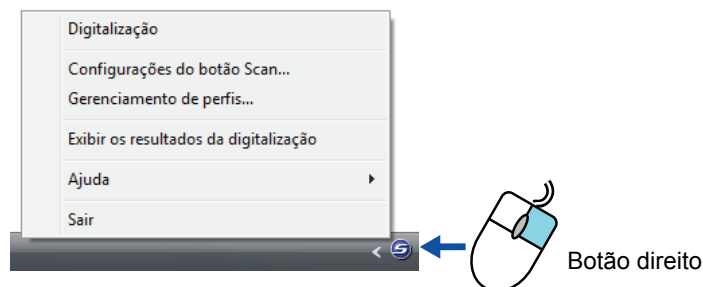 Digitalização
Configurações do botão Scan...
Gerenciamento de perfis...
Exibir os resultados da digitalização
Ajuda
Sair
Botão direito